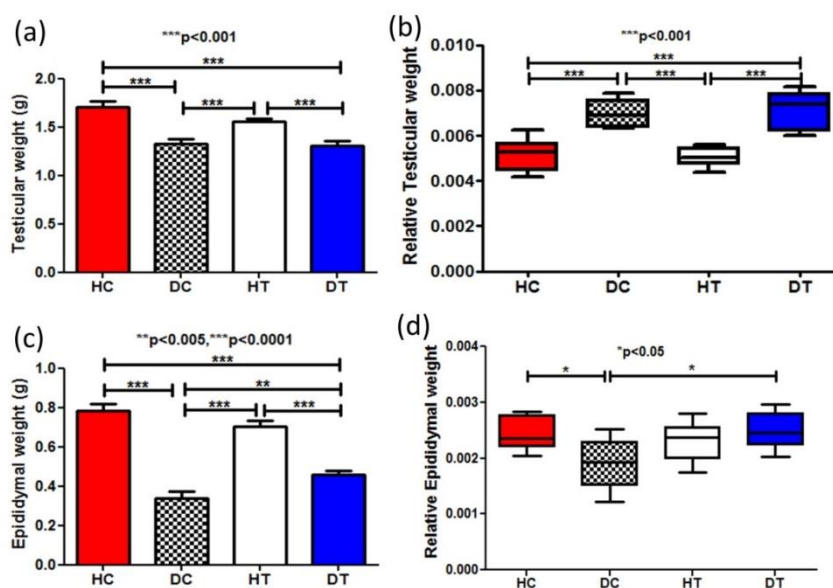 (a)
***p<0.001
***
***
***
***
Testicular weight (g)
2.0
1.5
1.0
0.5
0.0
HC DC HT DT
(b)
***p<0.001
***
***
***
***
Relative Testicular weight
0.010
0.008
0.006
0.004
0.002
0.000
HC DC HT DT
(c)
**p<0.005,***p<0.0001
***
***
**
***
***
Epididymal weight (g)
1.0
0.8
0.6
0.4
0.2
0.0
HC DC HT DT
(d)
*p<0.05
*
*
Relative Epididymal weight
0.004
0.003
0.002
0.001
0.000
HC DC HT DT